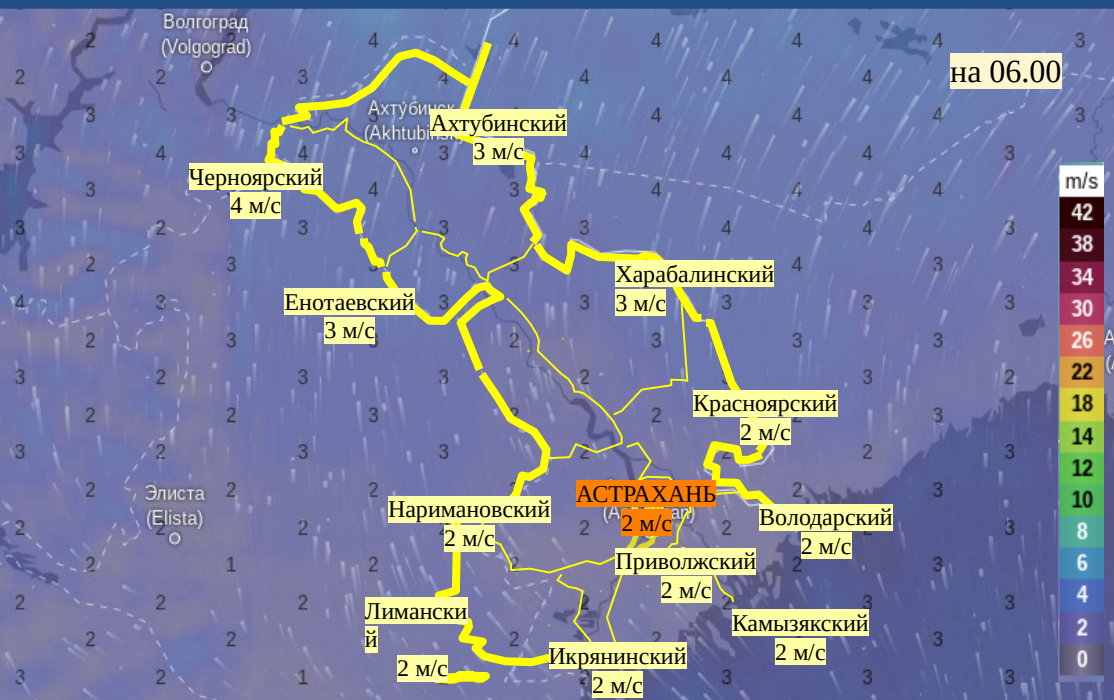 Волгоград
(Volgograd)
на 06.00
Ахту́бинск
(Akhtubinsk)
Ахтубинский
3 м/с
Черноярский
4 м/с
m/s
42
38
34
30
26
22
18
14
12
10
8
6
4
2
0
Харабалинский
3 м/с
Енотаевский
3 м/с
Красноярский
2 м/с
Элиста
(Elista)
АСТРАХАНЬ
2 м/с
Наримановский
2 м/с
Володарский
2 м/с
Приволжский
2 м/с
Лимански
й
2 м/с
Камызякский
2 м/с
Икрянинский
2 м/с